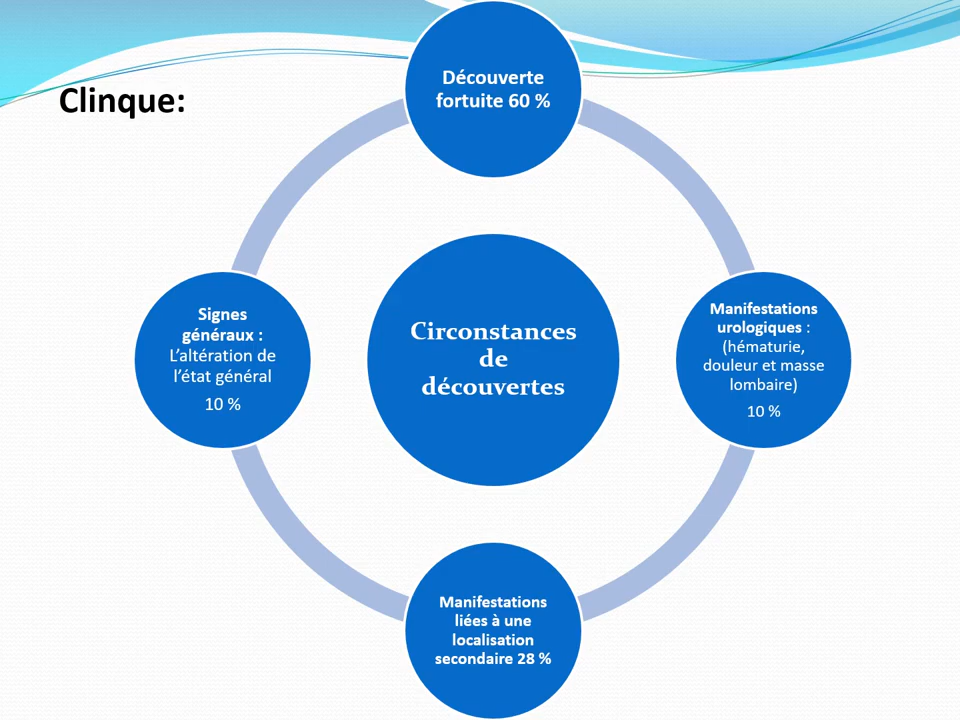 Clinque:
Découverte
fortuite 60 %
Manifestations
urologiques :
(hématurie,
douleur et masse
lombaire)
10 %
Manifestations
liées à une
localisation
secondaire 28 %
Signes
généraux :
L’altération de
l’état général
10 %
Circonstances
de
découvertes